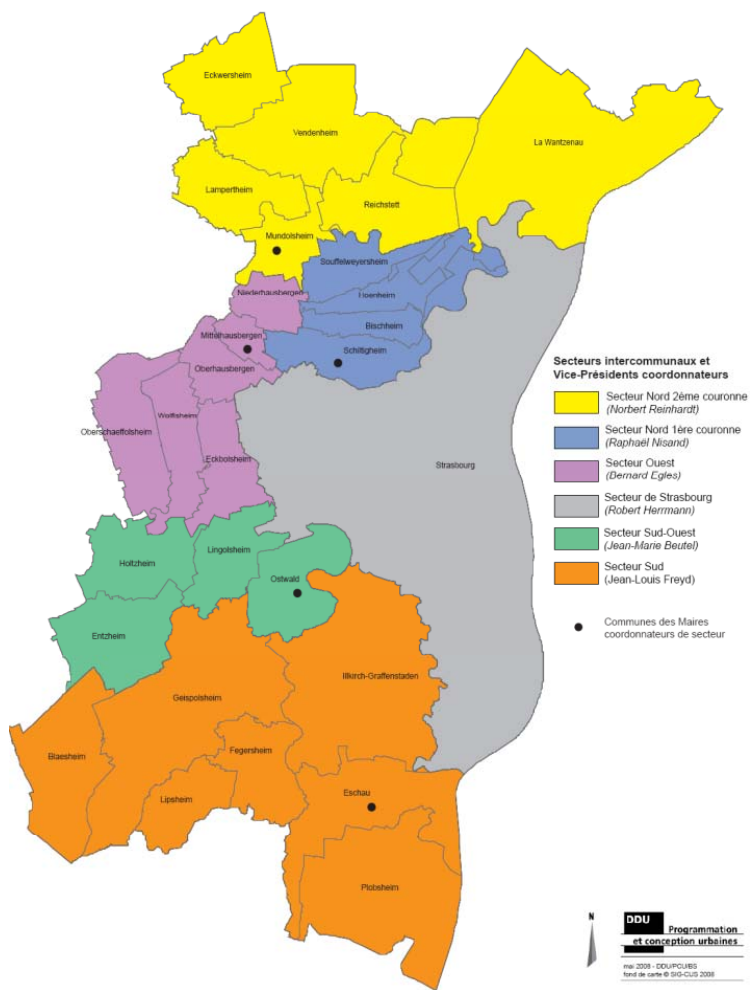 Eckwersheim
Vendenheim
La Wantzenau
Lampertheim
Reichstett
Mundolsheim
Souffelweyersheim
Niederhausbergen
Hoenheim
Bischheim
Mittelhausbergen
Schiltigheim
Oberhausbergen
Wolfisheim
Oberschaeffolsheim
Eckbolsheim
Strasbourg
Holtzheim
Lingolsheim
Ostwald
Entzheim
Illkirch-Graffenstaden
Geispolsheim
Blaesheim
Fegersheim
Lipsheim
Eschau
Plobsheim
Secteurs intercommunaux et
Vice-Présidents coordonnateurs
Secteur Nord 2ème couronne
(Norbert Reinhardt)
Secteur Nord 1ère couronne
(Raphaël Nisand)
Secteur Ouest
(Bernard Egles)
Secteur de Strasbourg
(Robert Herrmann)
Secteur Sud-Ouest
(Jean-Marie Beutel)
Secteur Sud
(Jean-Louis Freyd)
Communes des Maires
coordonnateurs de secteur
N
DDU
Programmation
et conception urbaines
mai 2008 - DDU/PCU/BS
fond de carte © SIG-CUS 2008